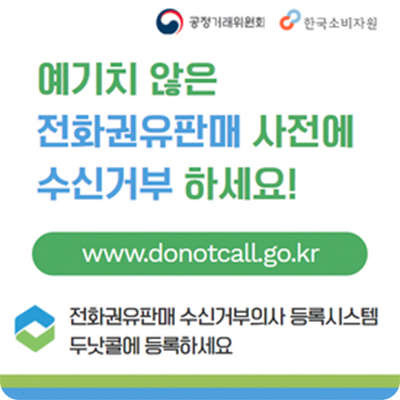 공정거래위원회 한국소비자원
예기치 않은
전화권유판매 사전에
수신거부 하세요!
www.donotcall.go.kr
전화권유판매 수신거부의사 등록시스템
두낫콜에 등록하세요